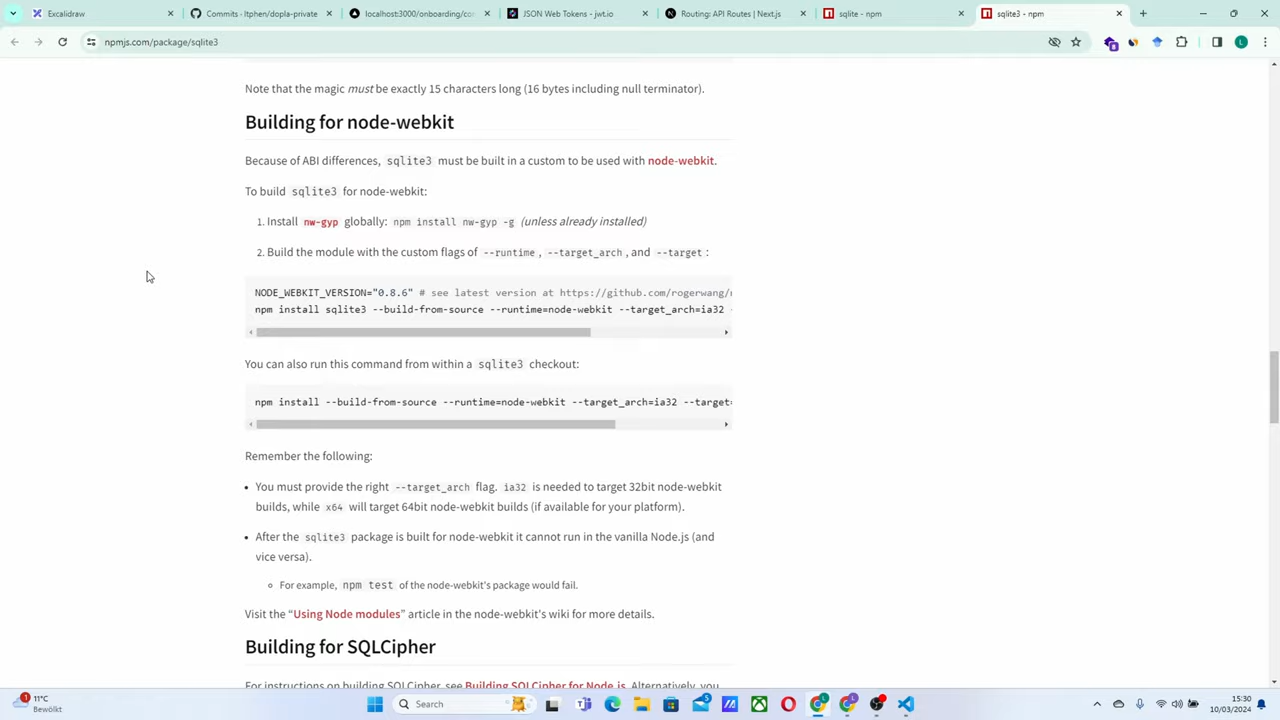 Excalidraw
Commits · ltphen/dopla-private
localhost:3000/onboarding/co
JSON Web Tokens - jwt.io
Routing: API Routes | Next.js
sqlite - npm
sqlite3 - npm
npmjs.com/package/sqlite3
Note that the magic must be exactly 15 characters long (16 bytes including null terminator).
Building for node-webkit
Because of ABI differences, sqlite3 must be built in a custom to be used with node-webkit.
To build sqlite3 for node-webkit:
1. Install nw-gyp globally: npm install nw-gyp -g (unless already installed)
2. Build the module with the custom flags of --runtime, --target_arch, and --target:
NODE_WEBKIT_VERSION="0.8.6" # see latest version at https://github.com/rogerwang/
npm install sqlite3 --build-from-source --runtime=node-webkit --target_arch=ia32 -
You can also run this command from within a sqlite3 checkout:
npm install --build-from-source --runtime=node-webkit --target_arch=ia32 --target=
Remember the following:
• You must provide the right --target_arch flag. ia32 is needed to target 32bit node-webkit
builds, while x64 will target 64bit node-webkit builds (if available for your platform).
• After the sqlite3 package is built for node-webkit it cannot run in the vanilla Node.js (and
vice versa).
For example, npm test of the node-webkit's package would fail.
Visit the “Using Node modules” article in the node-webkit's wiki for more details.
Building for SQLCipher
For instructions on building SQLCipher, see Building SQLCipher for Node.js. Alternatively, you
1
11°C
Bewölkt
Search
5
15:30
10/03/2024